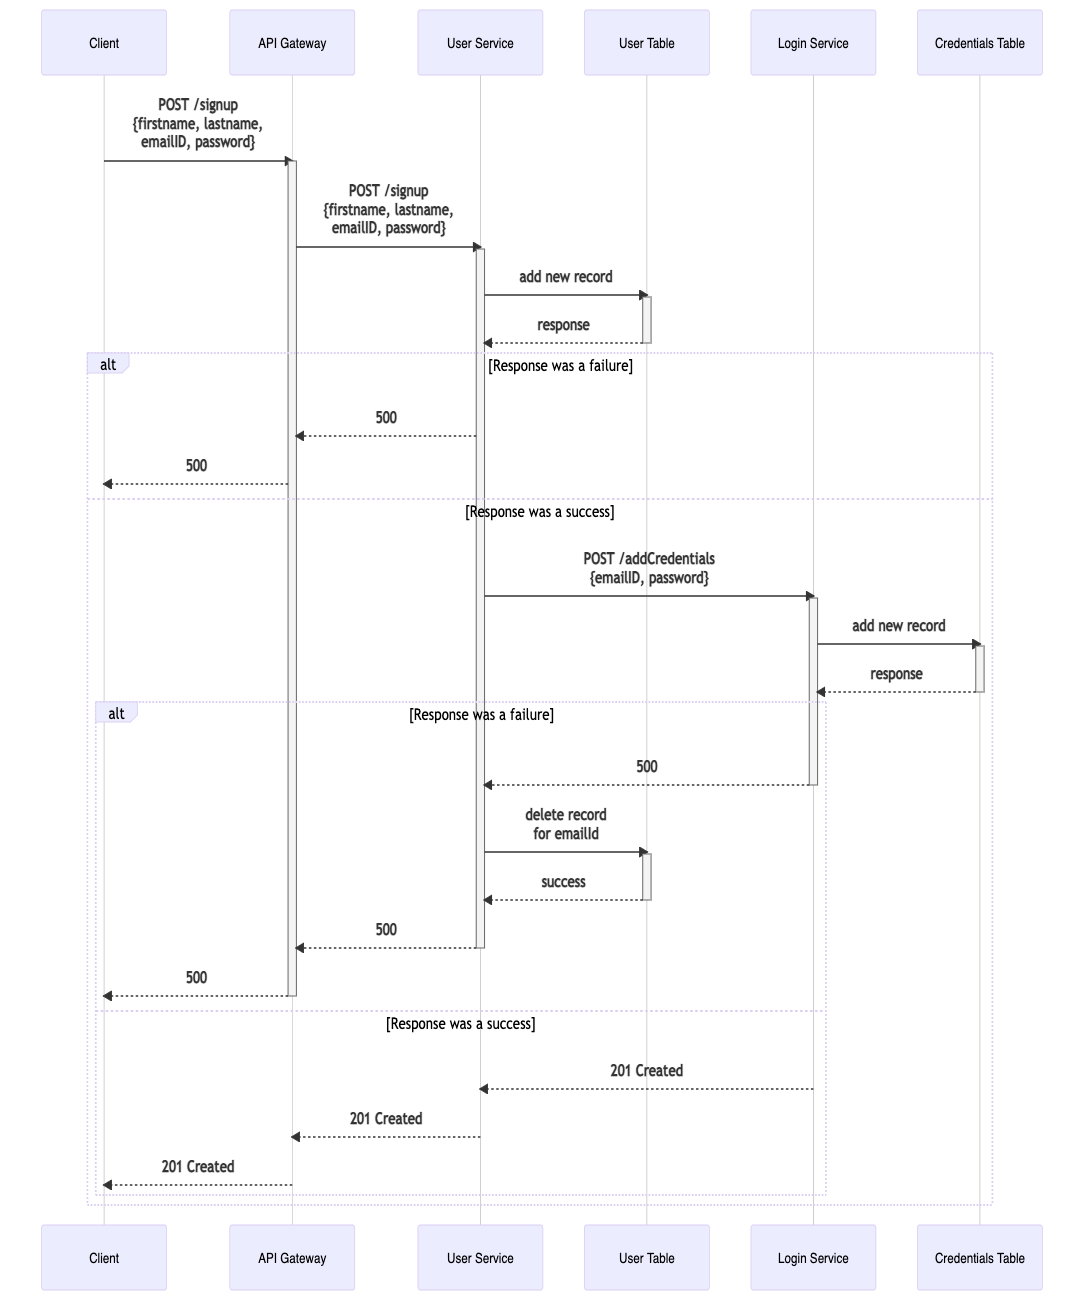 Client
API Gateway
User Service
User Table
Login Service
Credentials Table
POST /signup
{firstname, lastname,
emailID, password}
POST /signup
{firstname, lastname,
emailID, password}
add new record
response
alt
[Response was a failure]
500
500
[Response was a success]
POST /addCredentials
{emailID, password}
add new record
response
alt
[Response was a failure]
500
delete record
for emailId
success
500
500
[Response was a success]
201 Created
201 Created
201 Created
Client
API Gateway
User Service
User Table
Login Service
Credentials Table